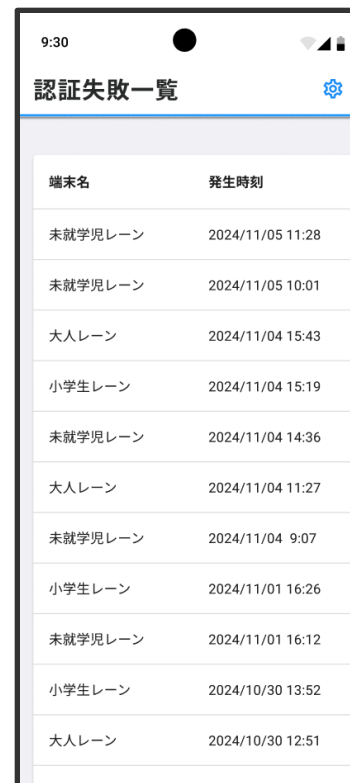 9:30
認証失敗一覧
端末名 発生時刻
未就学児レーン 2024/11/05 11:28
未就学児レーン 2024/11/05 10:01
大人レーン 2024/11/04 15:43
小学生レーン 2024/11/04 15:19
未就学児レーン 2024/11/04 14:36
大人レーン 2024/11/04 11:27
未就学児レーン 2024/11/04 9:07
小学生レーン 2024/11/01 16:26
未就学児レーン 2024/11/01 16:12
小学生レーン 2024/10/30 13:52
大人レーン 2024/10/30 12:51